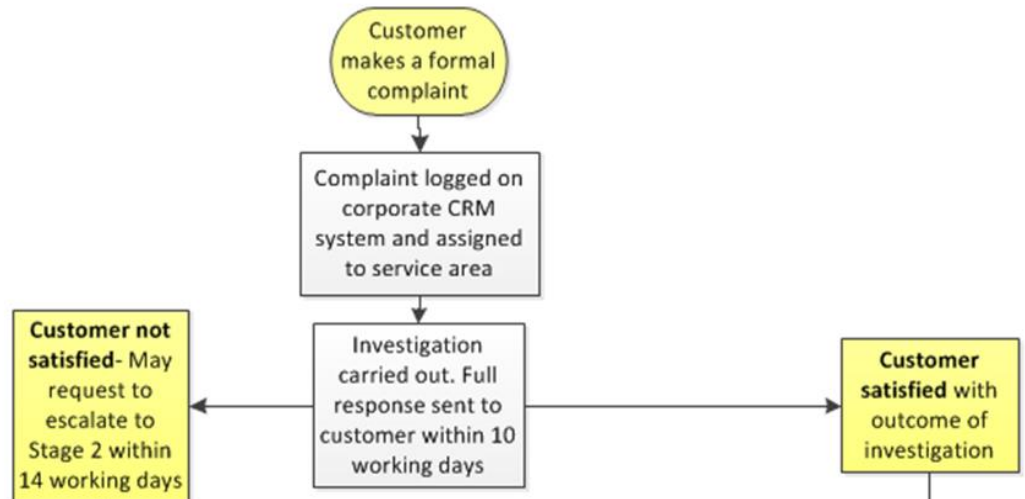 Customer
makes a formal
complaint
Complaint logged on
corporate CRM
system and assigned
to service area
Investigation
carried out. Full
response sent to
customer within 10
working days
Customer not
satisfied- May
request to
escalate to
Stage 2 within
14 working days
Customer
satisfied with
outcome of
investigation